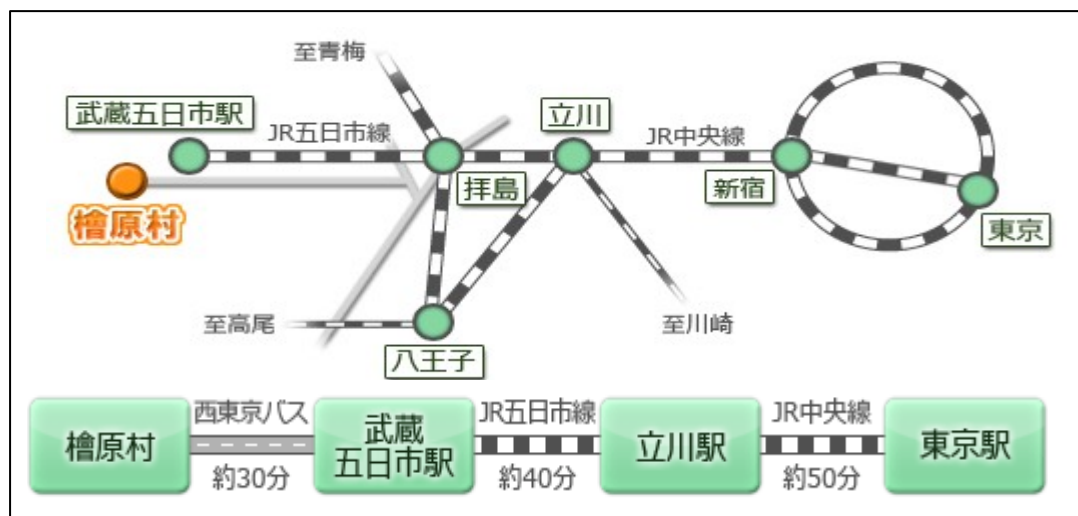 至青梅
武蔵五日市駅
JR五日市線
立川
JR中央線
檜原村
拝島
新宿
東京
至高尾
八王子
至川崎
檜原村
西東京バス
約30分
武蔵
五日市駅
JR五日市線
約40分
立川駅
JR中央線
約50分
東京駅